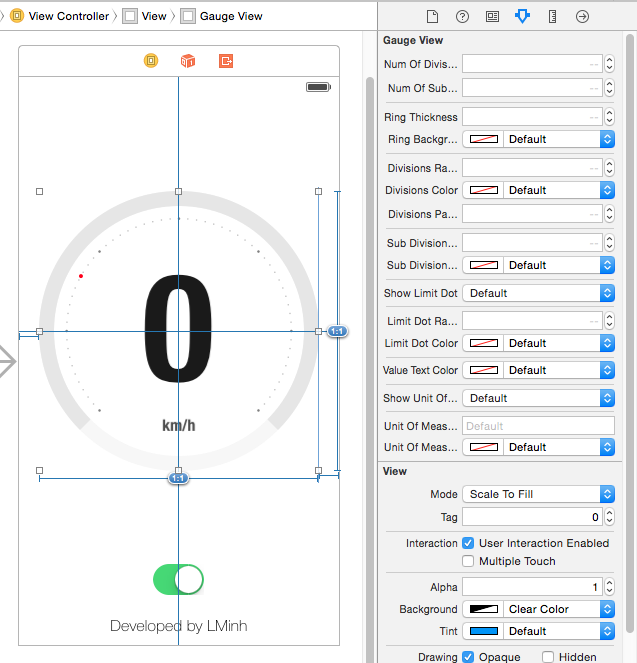 View Controller View Gauge View
Gauge View
Num Of Divis... --
Num Of Sub... --
Ring Thickness --
Ring Backgr... Default
Divisions Ra... --
Divisions Color Default
Divisions Pa... --
Sub Division... --
Sub Division... Default
Show Limit Dot Default
Limit Dot Ra... --
Limit Dot Color Default
Value Text Color Default
Show Unit Of... Default
Unit Of Meas... Default
Unit Of Meas... Default
View
Mode Scale To Fill
Tag 0
Interaction User Interaction Enabled
Multiple Touch
Alpha 1
Background Clear Color
Tint Default
Drawing Opaque Hidden
0
1:1
km/h
1:1
Developed by LMinh